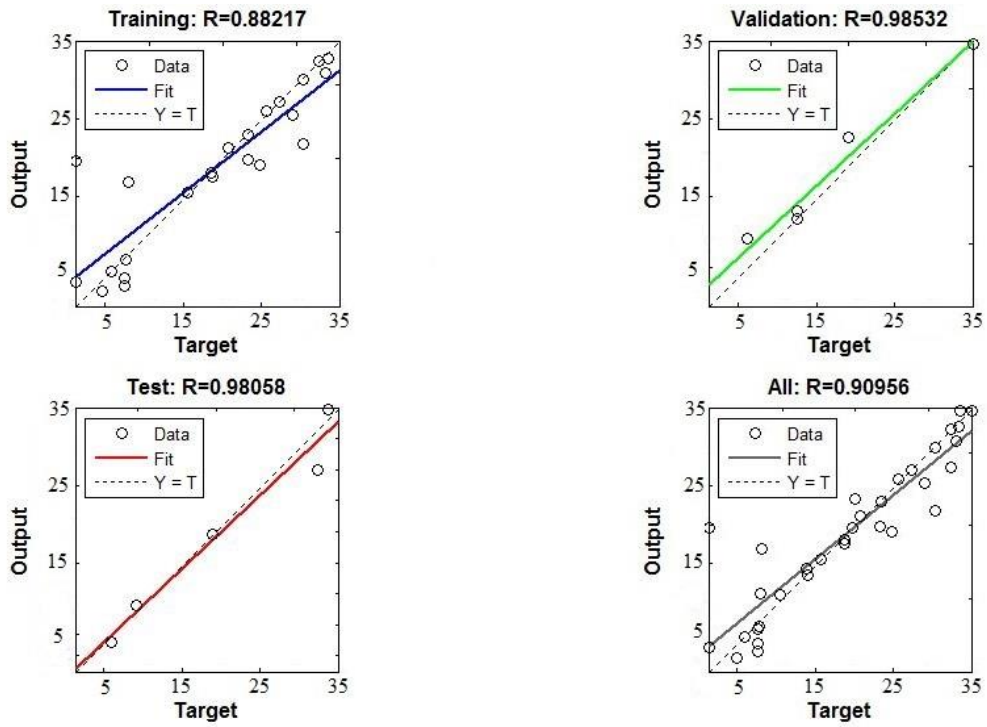 Training: R=0.88217
35
25
15
5
Output
Data
Fit
Y = T
5
15
25
35
Target
Validation: R=0.98532
35
25
15
5
Output
Data
Fit
Y = T
5
15
25
35
Target
Test: R=0.98058
35
25
15
5
Output
Data
Fit
Y = T
5
15
25
35
Target
All: R=0.90956
35
25
15
5
Output
Data
Fit
Y = T
5
15
25
35
Target